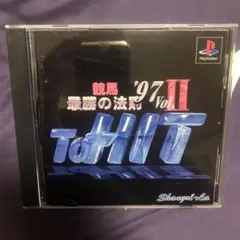 競馬
最勝の法則 '97 Vol.II
To HIT
PlayStation
Shangri-La